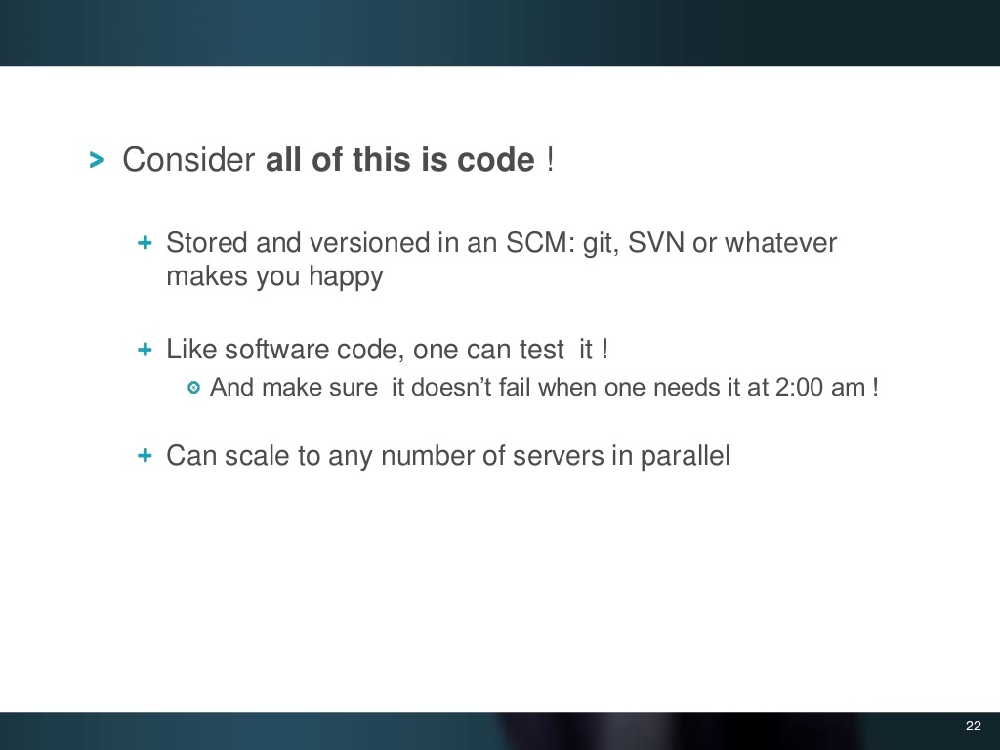 > Consider all of this is code !
+ Stored and versioned in an SCM: git, SVN or whatever
makes you happy
+ Like software code, one can test  it !
And make sure  it doesn’t fail when one needs it at 2:00 am !
+ Can scale to any number of servers in parallel
22